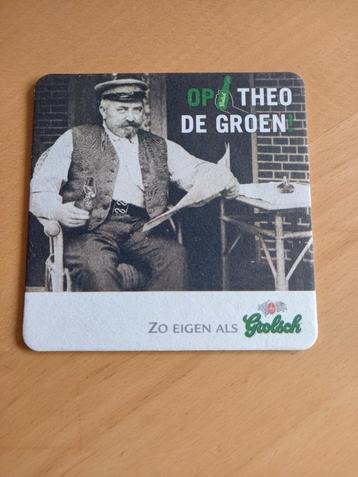 OP THEO
DE GROEN!
ZO EIGEN ALS Grolsch